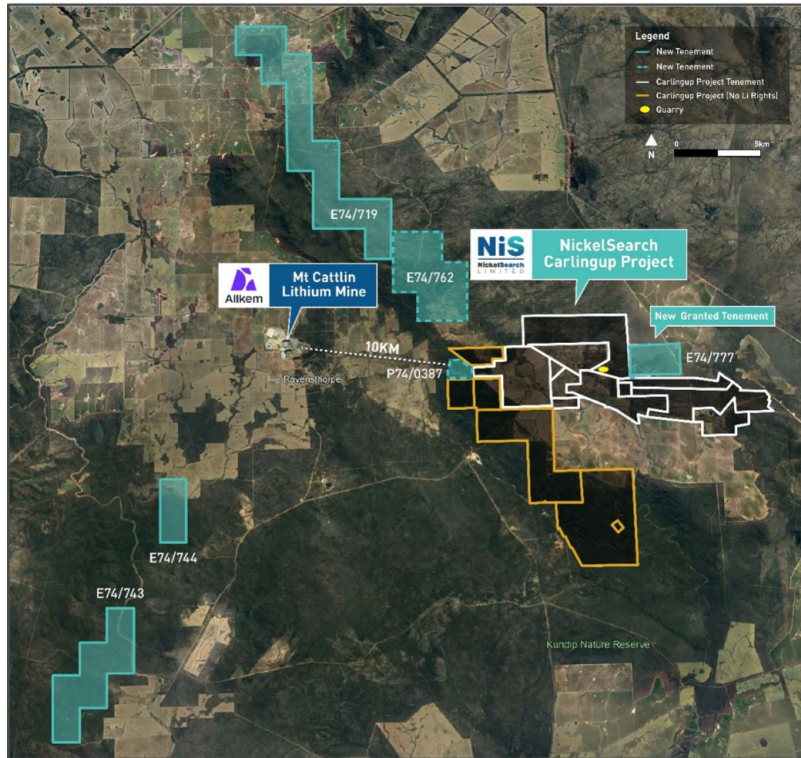 Legend
New Tenement
New Tenement
Carlingup Project Tenement
Carlingup Project (No Li Rights)
Quarry
N
0
5km
E74/719
E74/762
NiS
NickelSearch
LIMITED
NickelSearch
Carlingup Project
Allkem
Mt Cattlin
Lithium Mine
New Granted Tenement
10KM
E74/777
P74/0387
Ravensthorpe
E74/744
E74/743
Kundip Nature Reserve